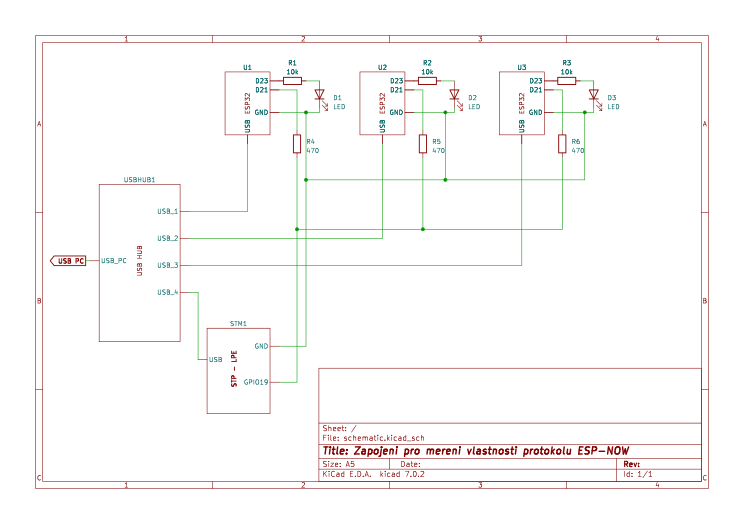 1 2 3 4
A
B
C
A
B
C
U1
ESP32
D23
D21
GND
USB
R1
10k
D1
LED
R4
470
U2
ESP32
D23
D21
GND
USB
R2
10k
D2
LED
R5
470
U3
ESP32
D23
D21
GND
USB
R3
10k
D3
LED
R6
470
USBHUB1
USB_1
USB_2
USB_3
USB_4
USB_PC
USB HUB
USB PC
STM1
GND
USB
STP - LPE
GPIO19
Sheet: /
File: schematic.kicad_sch
Title: Zapojeni pro mereni vlastnosti protokolu ESP-NOW
Size: A5 Date: Rev:
KiCad E.D.A. kicad 7.0.2 Id: 1/1
1 2 3 4